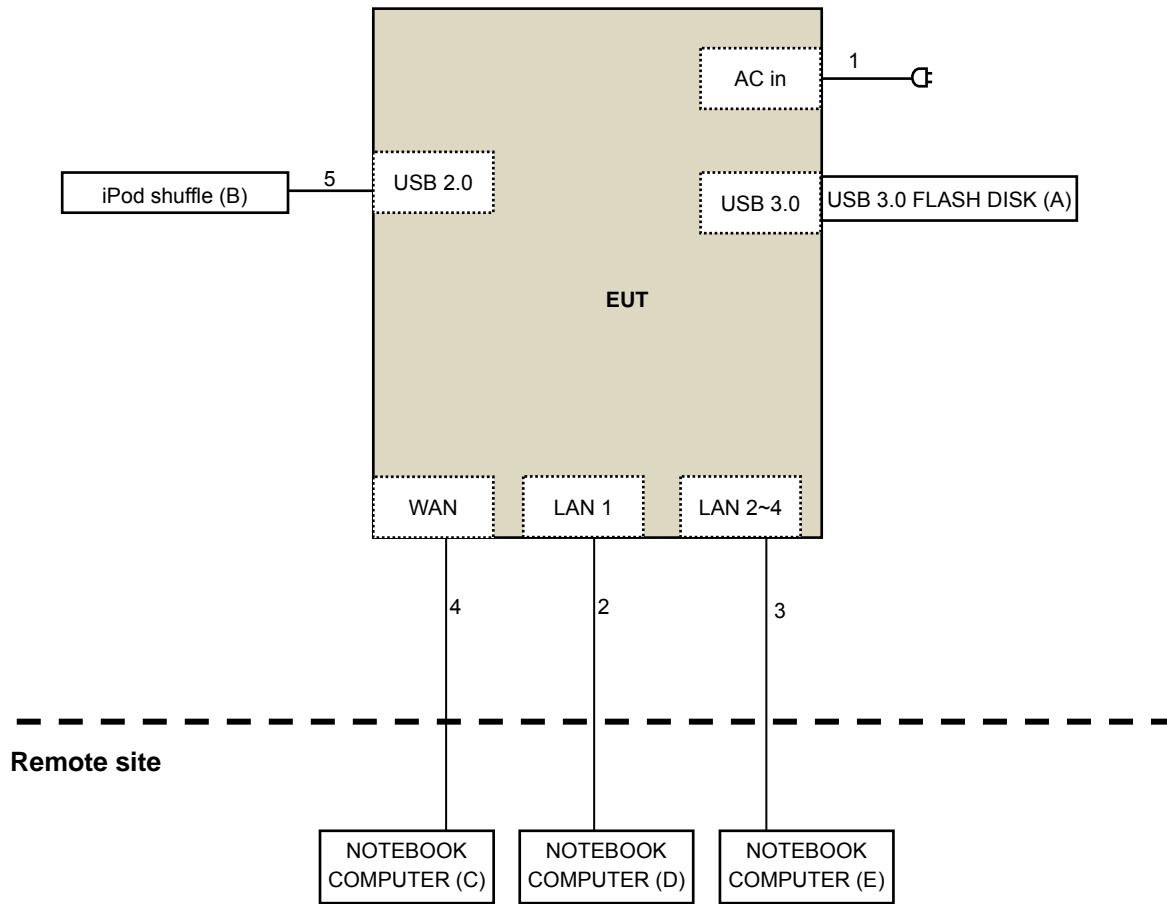 AC in
1
iPod shuffle (B)
5
USB 2.0
USB 3.0
USB 3.0 FLASH DISK (A)
EUT
WAN
LAN 1
LAN 2~4
4
2
3
Remote site
NOTEBOOK
COMPUTER (C)
NOTEBOOK
COMPUTER (D)
NOTEBOOK
COMPUTER (E)